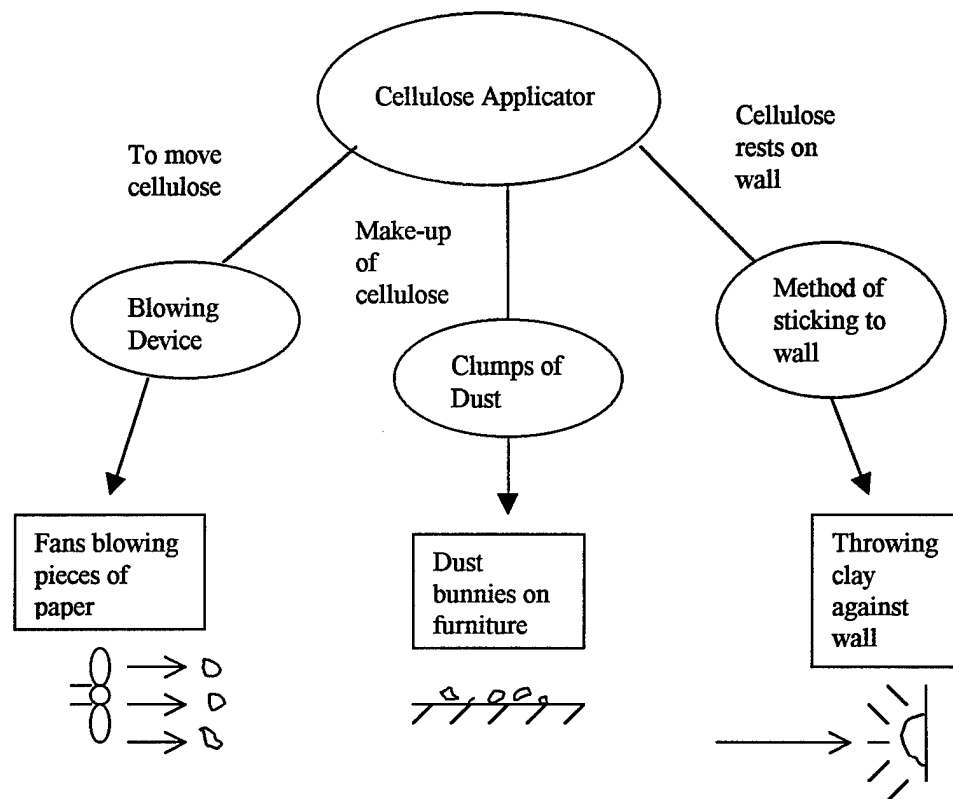 Cellulose Applicator
To move
cellulose
Make-up
of
cellulose
Cellulose
rests on
wall
Blowing
Device
Clumps of
Dust
Method of
sticking to
wall
Fans blowing
pieces of
paper
Dust
bunnies on
furniture
Throwing
clay
against
wall